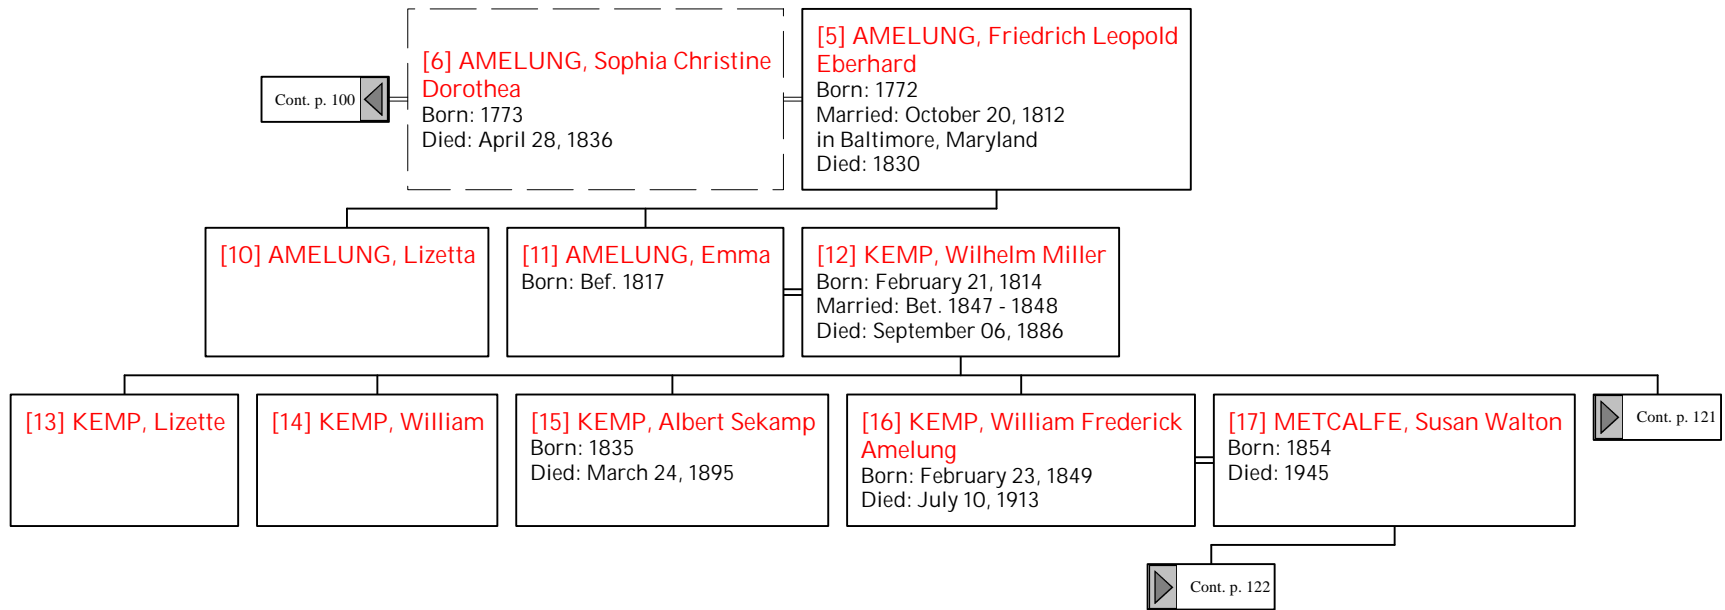 Cont. p. 100
[6] AMELUNG, Sophia Christine
Dorothea
Born: 1773
Died: April 28, 1836
[5] AMELUNG, Friedrich Leopold
Eberhard
Born: 1772
Married: October 20, 1812
in Baltimore, Maryland
Died: 1830
[10] AMELUNG, Lizetta
[11] AMELUNG, Emma
Born: Bef. 1817
[12] KEMP, Wilhelm Miller
Born: February 21, 1814
Married: Bet. 1847 - 1848
Died: September 06, 1886
[13] KEMP, Lizette
[14] KEMP, William
[15] KEMP, Albert Sekamp
Born: 1835
Died: March 24, 1895
[16] KEMP, William Frederick
Amelung
Born: February 23, 1849
Died: July 10, 1913
[17] METCALFE, Susan Walton
Born: 1854
Died: 1945
Cont. p. 121
Cont. p. 122